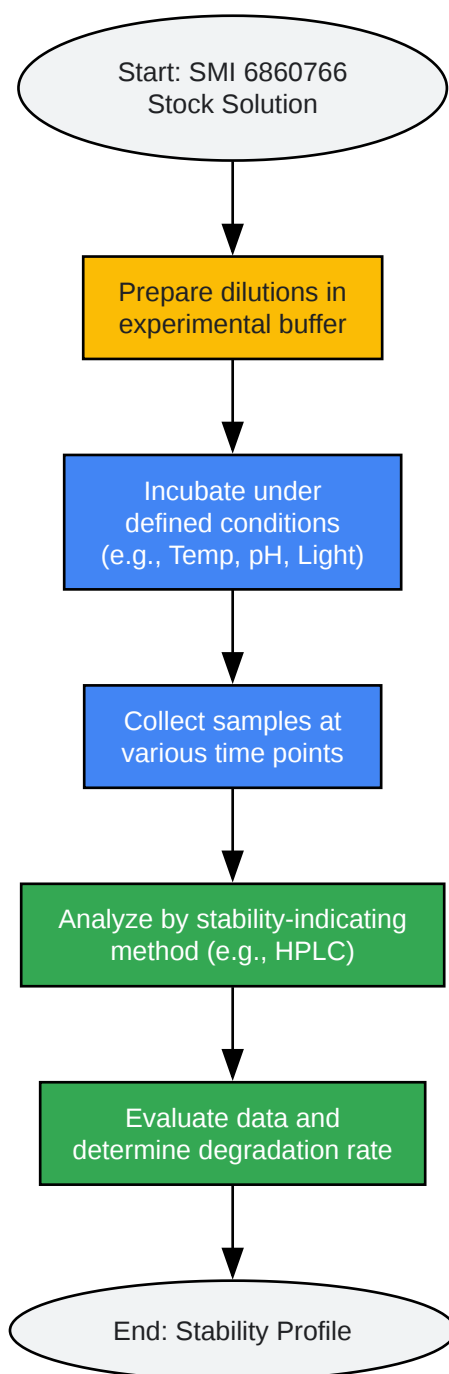 Start: SMI 6860766
Stock Solution
Prepare dilutions in
experimental buffer
Incubate under
defined conditions
(e.g., Temp, pH, Light)
Collect samples at
various time points
Analyze by stability-indicating
method (e.g., HPLC)
Evaluate data and
determine degradation rate
End: Stability Profile